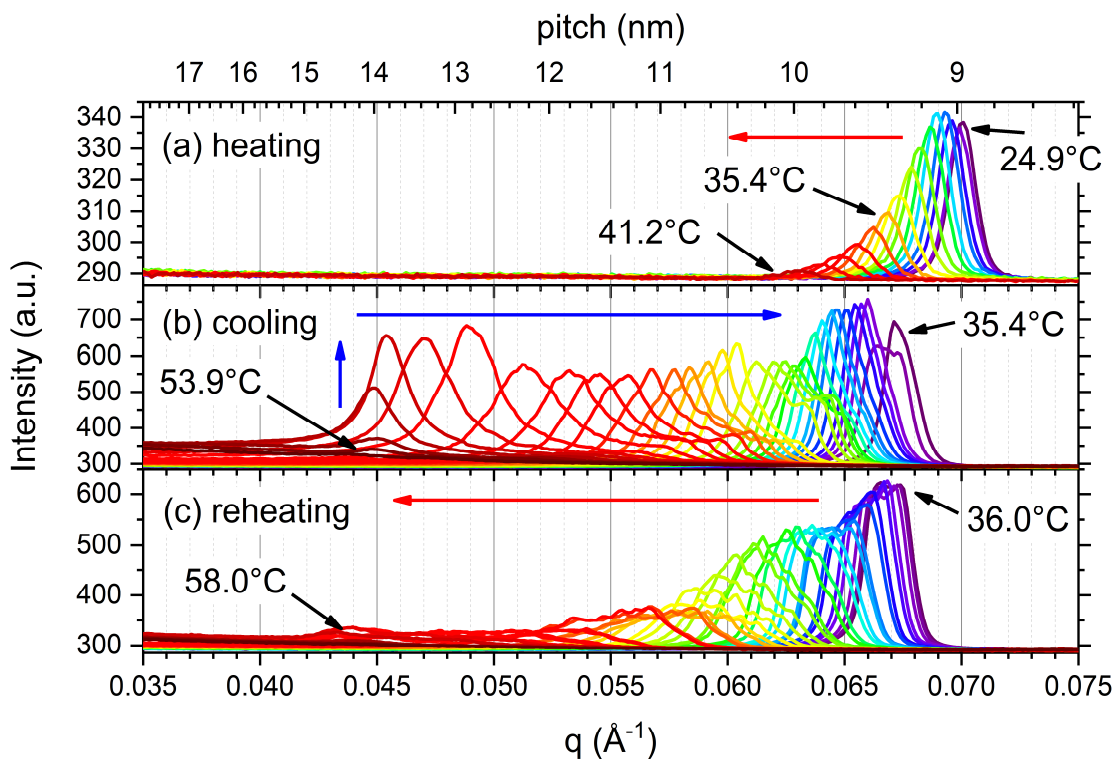 pitch (nm)
17 16 15 14 13 12 11 10 9
Intensity (a.u.)
340
330
320
310
300
290
(a) heating
24.9°C
35.4°C
41.2°C
700
600
500
400
300
(b) cooling
35.4°C
53.9°C
600
500
400
300
(c) reheating
36.0°C
58.0°C
0.035 0.040 0.045 0.050 0.055 0.060 0.065 0.070 0.075
q (Å⁻¹)